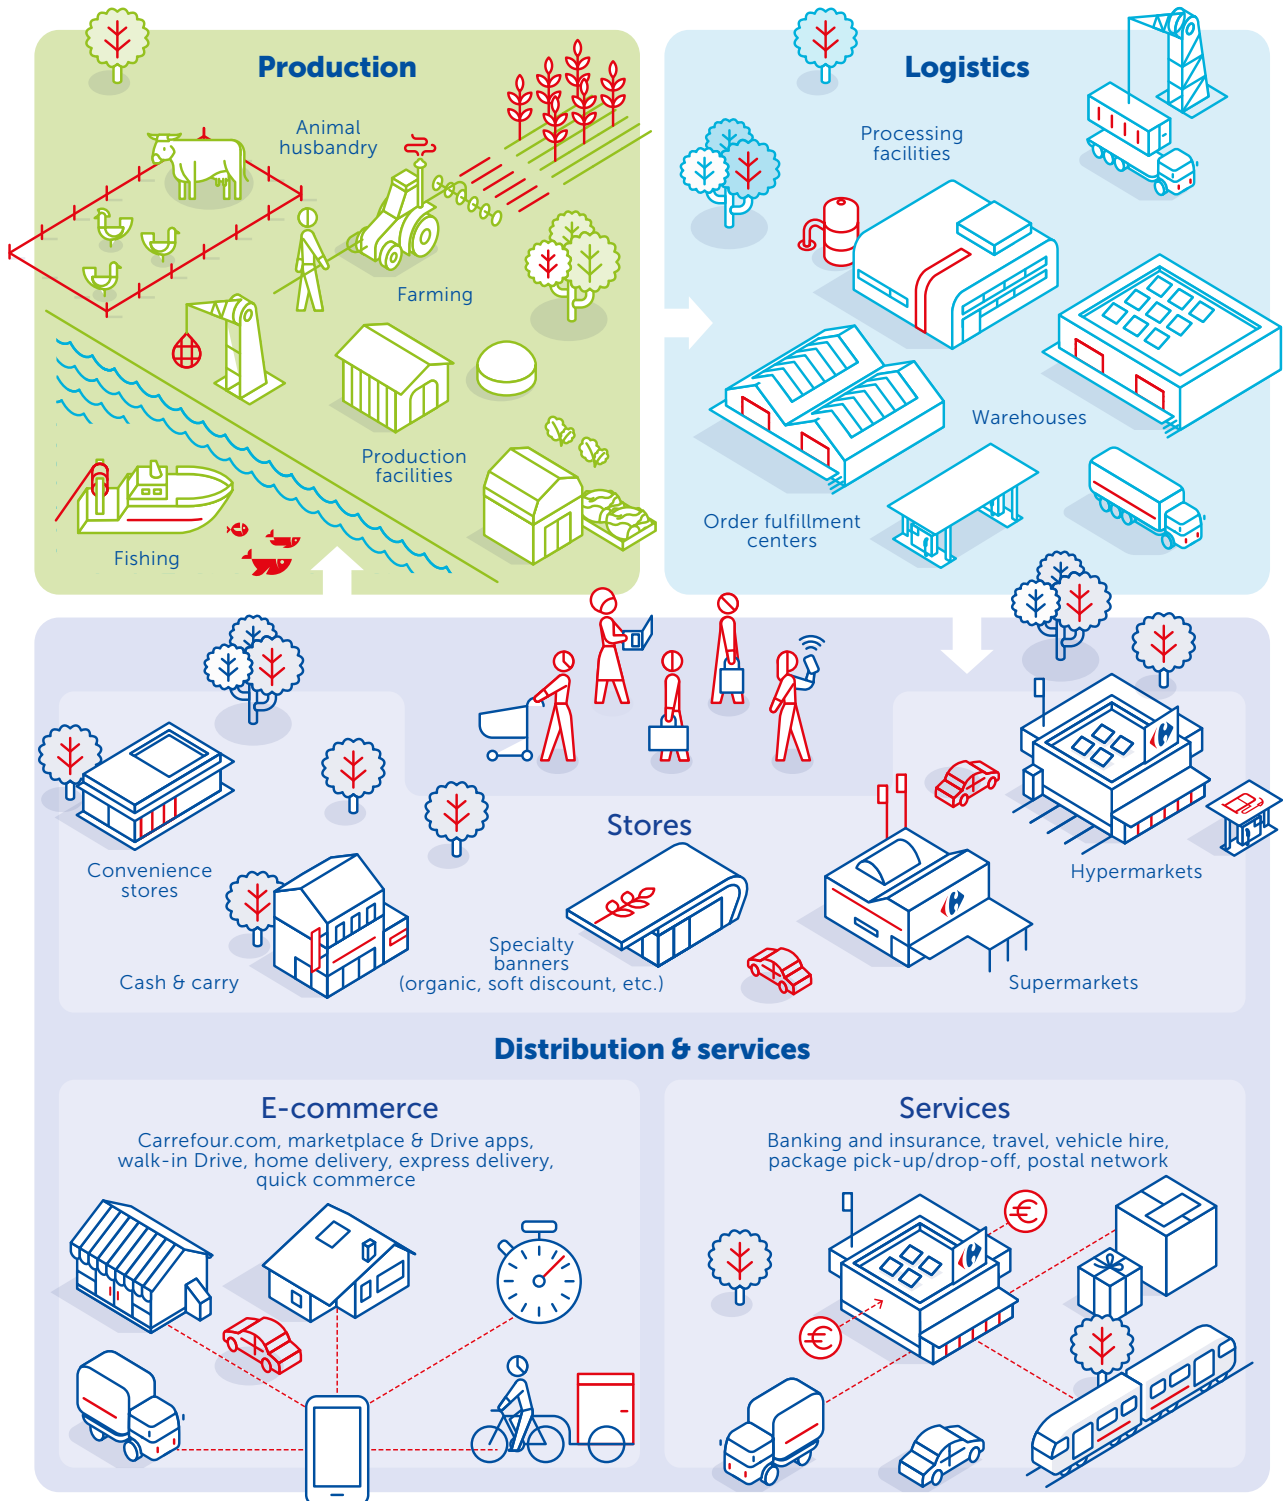 Production
Animal
husbandry
Farming
Production
facilities
Fishing
Logistics
Processing
facilities
Warehouses
Order fulfillment
centers
Stores
Convenience
stores
Cash & carry
Specialty
banners
(organic, soft discount, etc.)
Hypermarkets
Supermarkets
Distribution & services
E-commerce
Carrefour.com, marketplace & Drive apps,
walk-in Drive, home delivery, express delivery,
quick commerce
Services
Banking and insurance, travel, vehicle hire,
package pick-up/drop-off, postal network
€
€